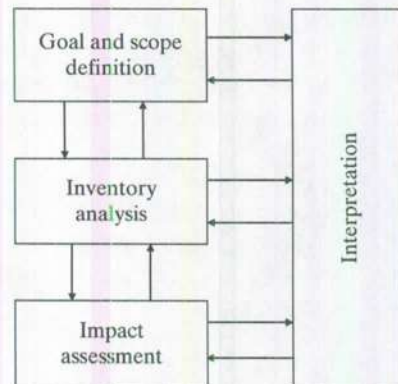 Goal and scope
definition
Inventory
analysis
Impact
assessment
Interpretation